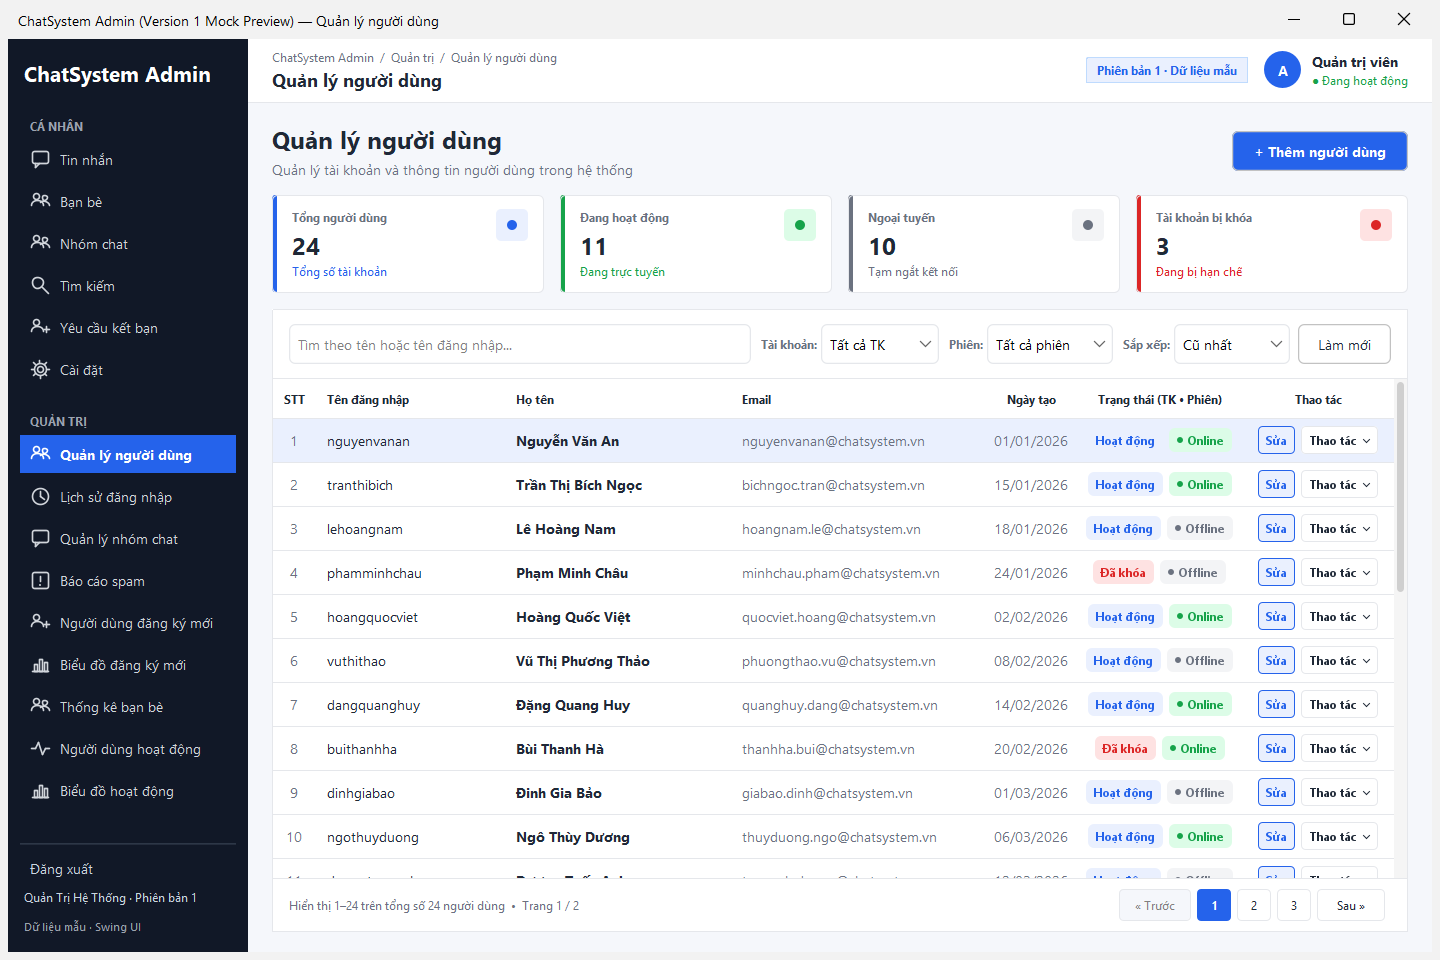 ChatSystem Admin (Version 1 Mock Preview) — Quản lý người dùng
ChatSystem Admin
CÁ NHÂN
Tin nhắn
Bạn bè
Nhóm chat
Tìm kiếm
Yêu cầu kết bạn
Cài đặt
QUẢN TRỊ
Quản lý người dùng
Lịch sử đăng nhập
Quản lý nhóm chat
Báo cáo spam
Người dùng đăng ký mới
Biểu đồ đăng ký mới
Thống kê bạn bè
Người dùng hoạt động
Biểu đồ hoạt động
Đăng xuất
Quản Trị Hệ Thống · Phiên bản 1
Dữ liệu mẫu · Swing UI
ChatSystem Admin / Quản trị / Quản lý người dùng
Quản lý người dùng
Phiên bản 1 · Dữ liệu mẫu
A
Quản trị viên
● Đang hoạt động
Quản lý người dùng
Quản lý tài khoản và thông tin người dùng trong hệ thống
+ Thêm người dùng
Tổng người dùng
24
Tổng số tài khoản
Đang hoạt động
11
Đang trực tuyến
Ngoại tuyến
10
Tạm ngắt kết nối
Tài khoản bị khóa
3
Đang bị hạn chế
Tìm theo tên hoặc tên đăng nhập... Tài khoản: Tất cả TK Phiên: Tất cả phiên Sắp xếp: Cũ nhất Làm mới
STT Tên đăng nhập Họ tên Email Ngày tạo Trạng thái (TK • Phiên) Thao tác
1 nguyenvanan Nguyễn Văn An nguyenvanan@chatsystem.vn 01/01/2026 Hoạt động ● Online Sửa Thao tác
2 tranthibich Trần Thị Bích Ngọc bichngoc.tran@chatsystem.vn 15/01/2026 Hoạt động ● Online Sửa Thao tác
3 lehoangnam Lê Hoàng Nam hoangnam.le@chatsystem.vn 18/01/2026 Hoạt động ● Offline Sửa Thao tác
4 phamminhchau Phạm Minh Châu minhchau.pham@chatsystem.vn 24/01/2026 Đã khóa ● Offline Sửa Thao tác
5 hoangquocviet Hoàng Quốc Việt quocviet.hoang@chatsystem.vn 02/02/2026 Hoạt động ● Online Sửa Thao tác
6 vuthithao Vũ Thị Phương Thảo phuongthao.vu@chatsystem.vn 08/02/2026 Hoạt động ● Offline Sửa Thao tác
7 dangquanghuy Đặng Quang Huy quanghuy.dang@chatsystem.vn 14/02/2026 Hoạt động ● Online Sửa Thao tác
8 buithanhha Bùi Thanh Hà thanhha.bui@chatsystem.vn 20/02/2026 Đã khóa ● Online Sửa Thao tác
9 dinhgiabao Đinh Gia Bảo giabao.dinh@chatsystem.vn 01/03/2026 Hoạt động ● Offline Sửa Thao tác
10 ngothuyduong Ngô Thùy Dương thuyduong.ngo@chatsystem.vn 06/03/2026 Hoạt động ● Online Sửa Thao tác
Hiển thị 1–24 trên tổng số 24 người dùng • Trang 1 / 2
« Trước 1 2 3 Sau »